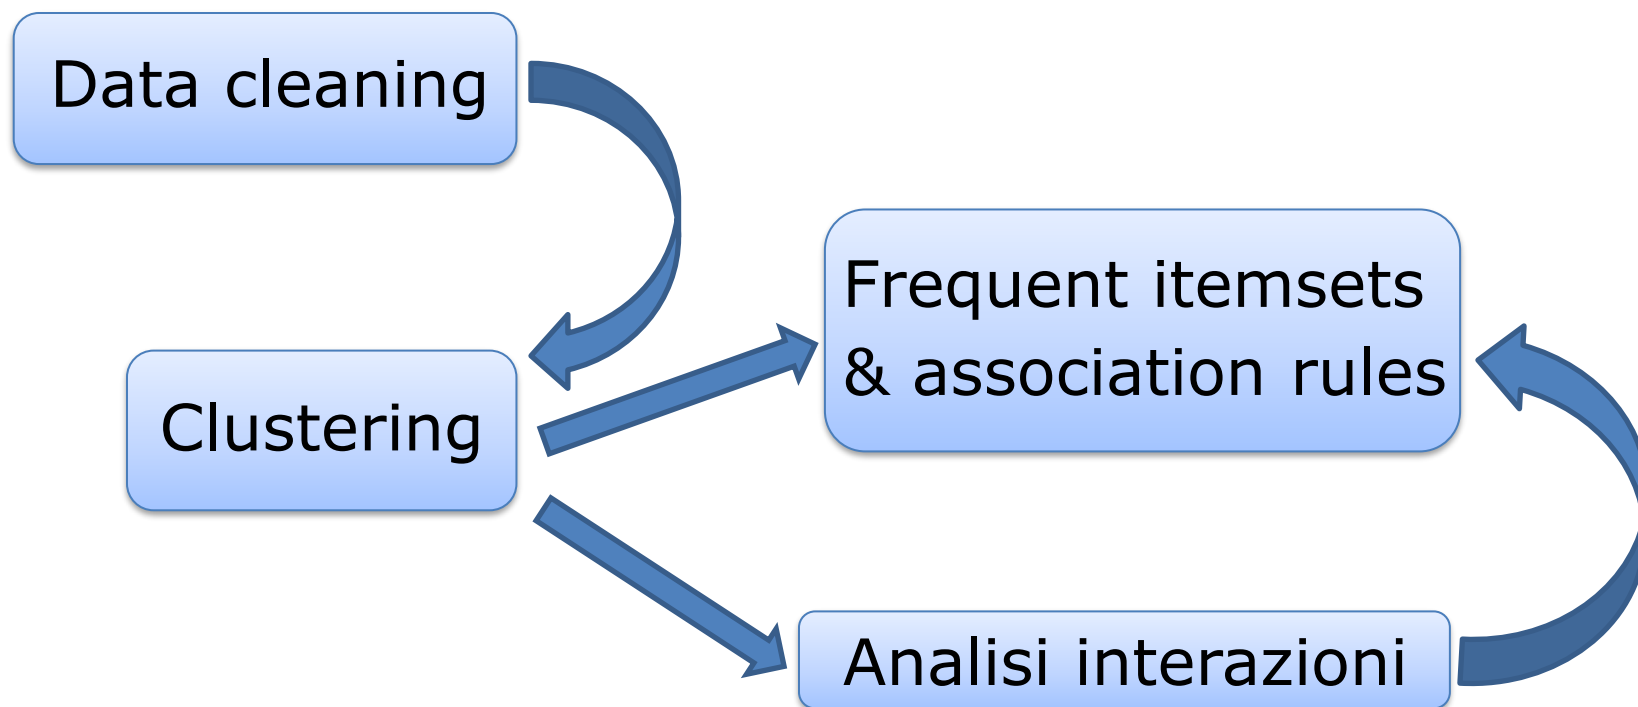 Data cleaning
Clustering
Frequent itemsets
& association rules
Analisi interazioni